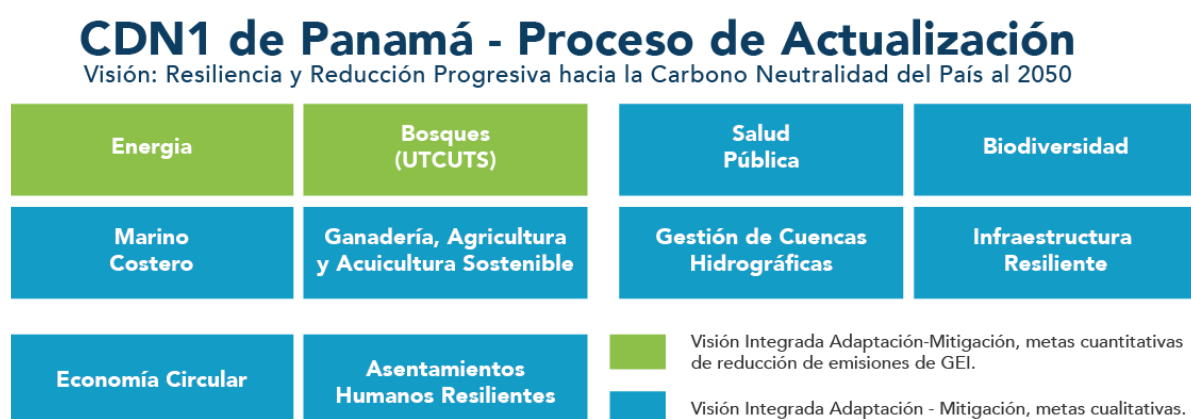 CDN1 de Panamá - Proceso de Actualización
Visión: Resiliencia y Reducción Progresiva hacia la Carbono Neutralidad del País al 2050
Energia
Bosques
(UTCUTS)
Salud
Pública
Biodiversidad
Marino
Costero
Ganadería, Agricultura
y Acuicultura Sostenible
Gestión de Cuencas
Hidrográficas
Infraestructura
Resiliente
Economía Circular
Asentamientos
Humanos Resilientes
Visión Integrada Adaptación-Mitigación, metas cuantitativas
de reducción de emisiones de GEI.
Visión Integrada Adaptación - Mitigación, metas cualitativas.